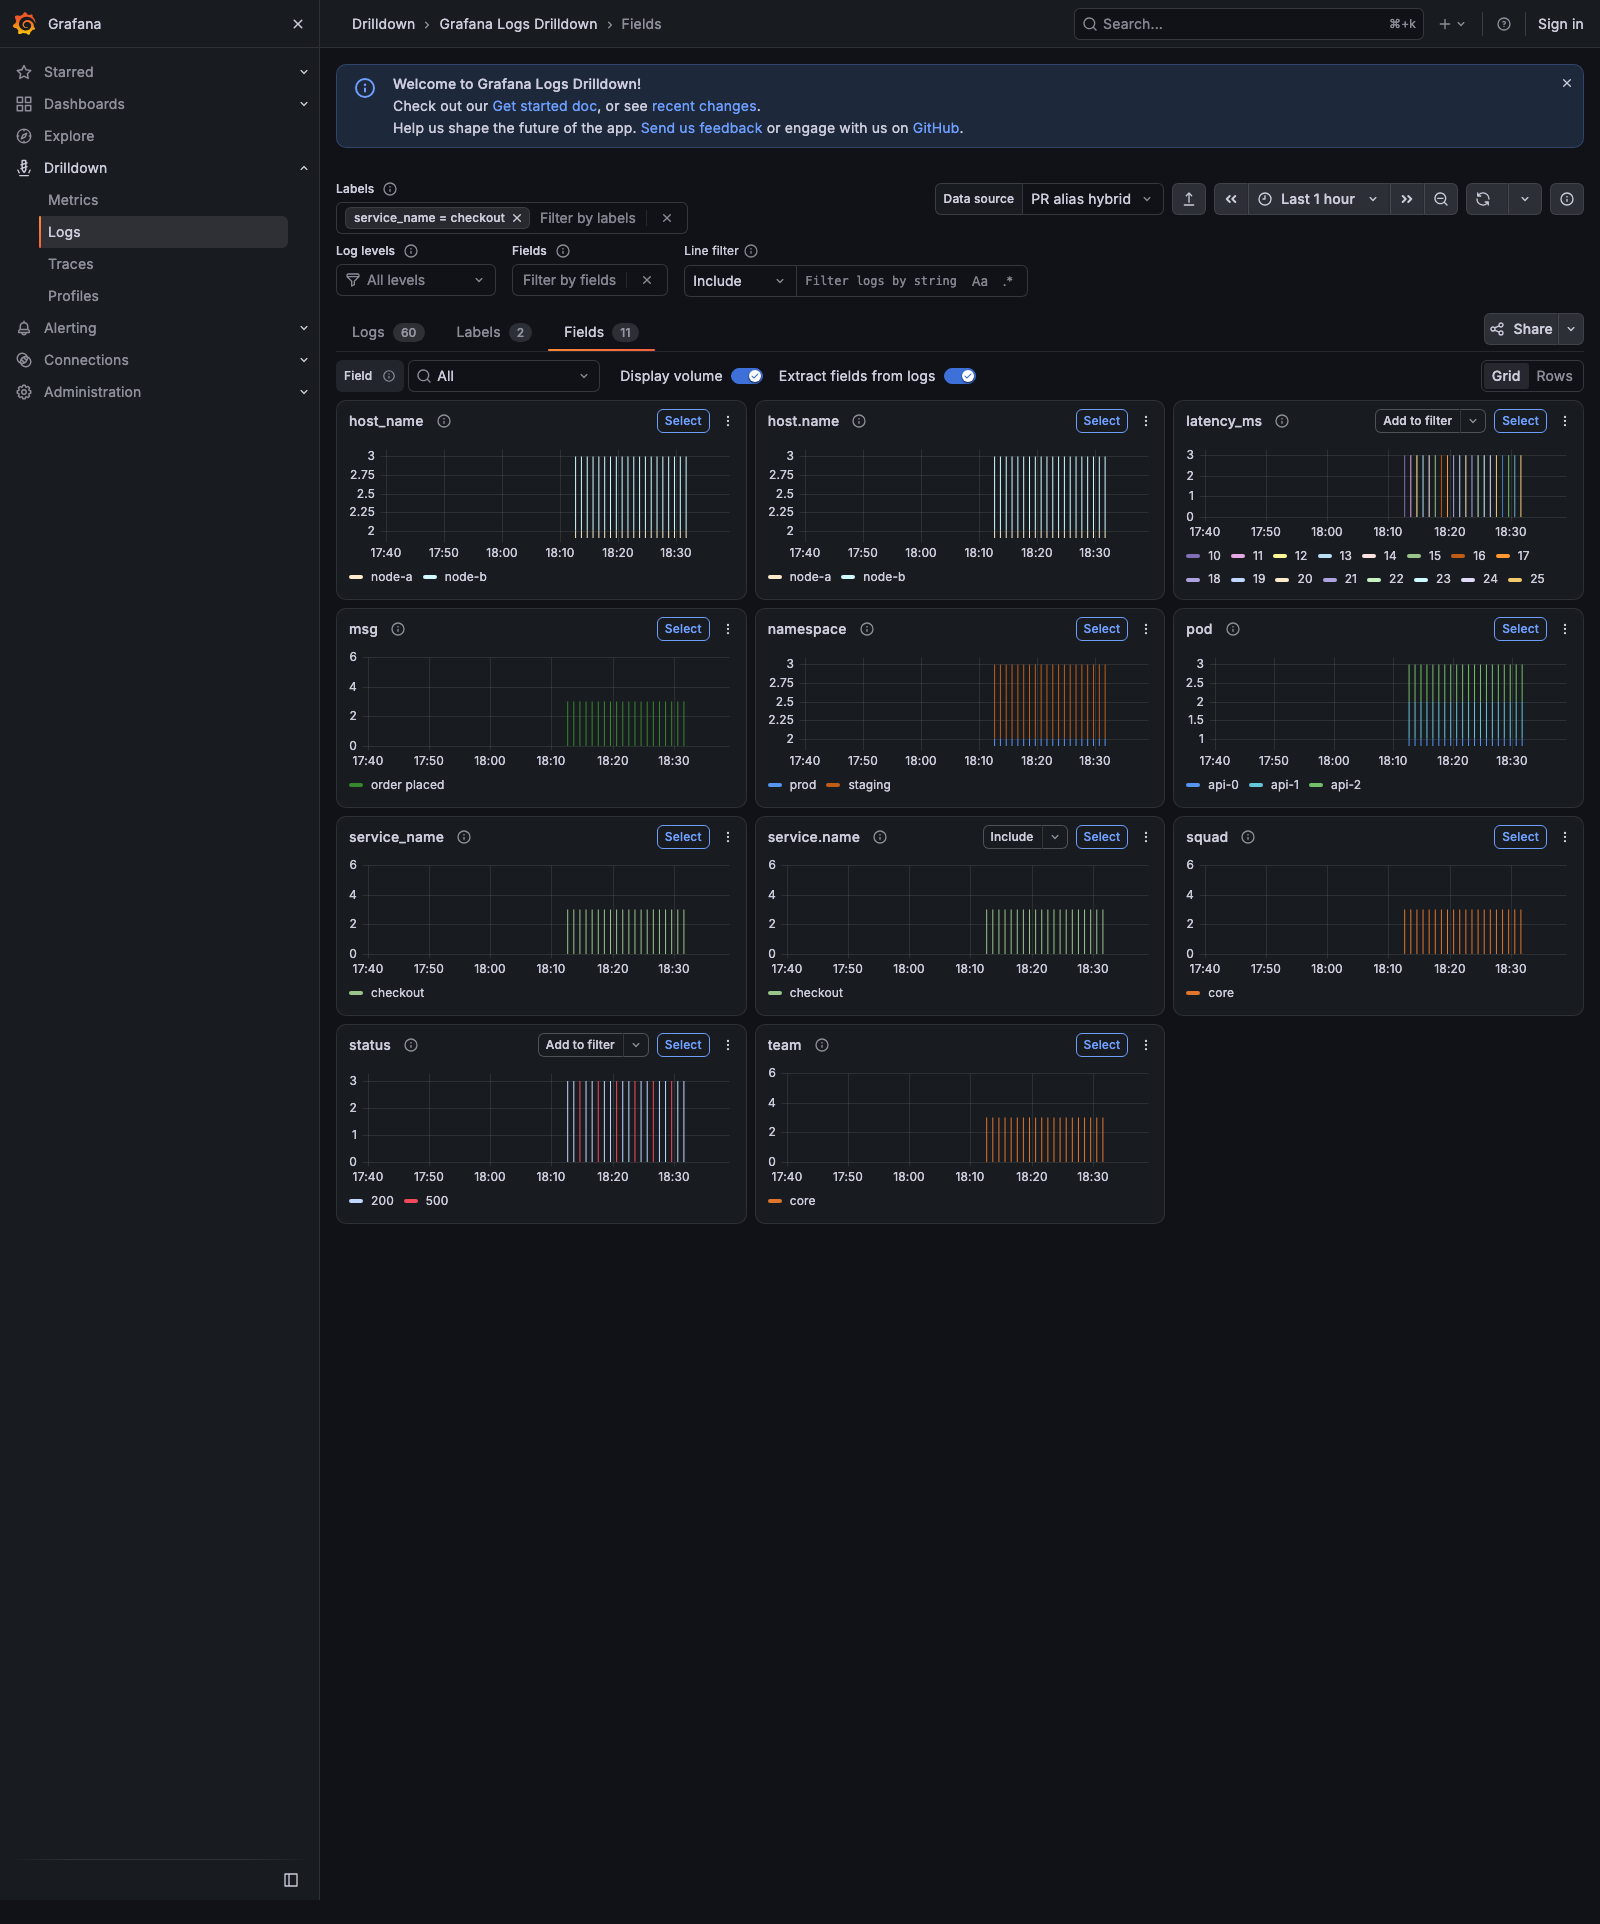 Grafana
Drilldown › Grafana Logs Drilldown › Fields
Search...
⌘+k
Sign in
Starred
Dashboards
Explore
Drilldown
Metrics
Logs
Traces
Profiles
Alerting
Connections
Administration
Welcome to Grafana Logs Drilldown!
Check out our Get started doc, or see recent changes.
Help us shape the future of the app. Send us feedback or engage with us on GitHub.
Labels
service_name = checkout
Filter by labels
Data source PR alias hybrid
Last 1 hour
Log levels
All levels
Fields
Filter by fields
Line filter
Include
Filter logs by string Aa .*
Logs 60
Labels 2
Fields 11
Share
Field
All
Display volume
Extract fields from logs
Grid Rows
host_name
Select
3
2.75
2.5
2.25
2
17:40 17:50 18:00 18:10 18:20 18:30
node-a node-b
host.name
Select
3
2.75
2.5
2.25
2
17:40 17:50 18:00 18:10 18:20 18:30
node-a node-b
latency_ms
Add to filter
Select
3
2
1
0
17:40 17:50 18:00 18:10 18:20 18:30
10 11 12 13 14 15 16 17
18 19 20 21 22 23 24 25
msg
Select
6
4
2
0
17:40 17:50 18:00 18:10 18:20 18:30
order placed
namespace
Select
3
2.75
2.5
2.25
2
17:40 17:50 18:00 18:10 18:20 18:30
prod staging
pod
Select
3
2.5
2
1.5
1
17:40 17:50 18:00 18:10 18:20 18:30
api-0 api-1 api-2
service_name
Select
6
4
2
0
17:40 17:50 18:00 18:10 18:20 18:30
checkout
service.name
Include
Select
6
4
2
0
17:40 17:50 18:00 18:10 18:20 18:30
checkout
squad
Select
6
4
2
0
17:40 17:50 18:00 18:10 18:20 18:30
core
status
Add to filter
Select
3
2
1
0
17:40 17:50 18:00 18:10 18:20 18:30
200 500
team
Select
6
4
2
0
17:40 17:50 18:00 18:10 18:20 18:30
core